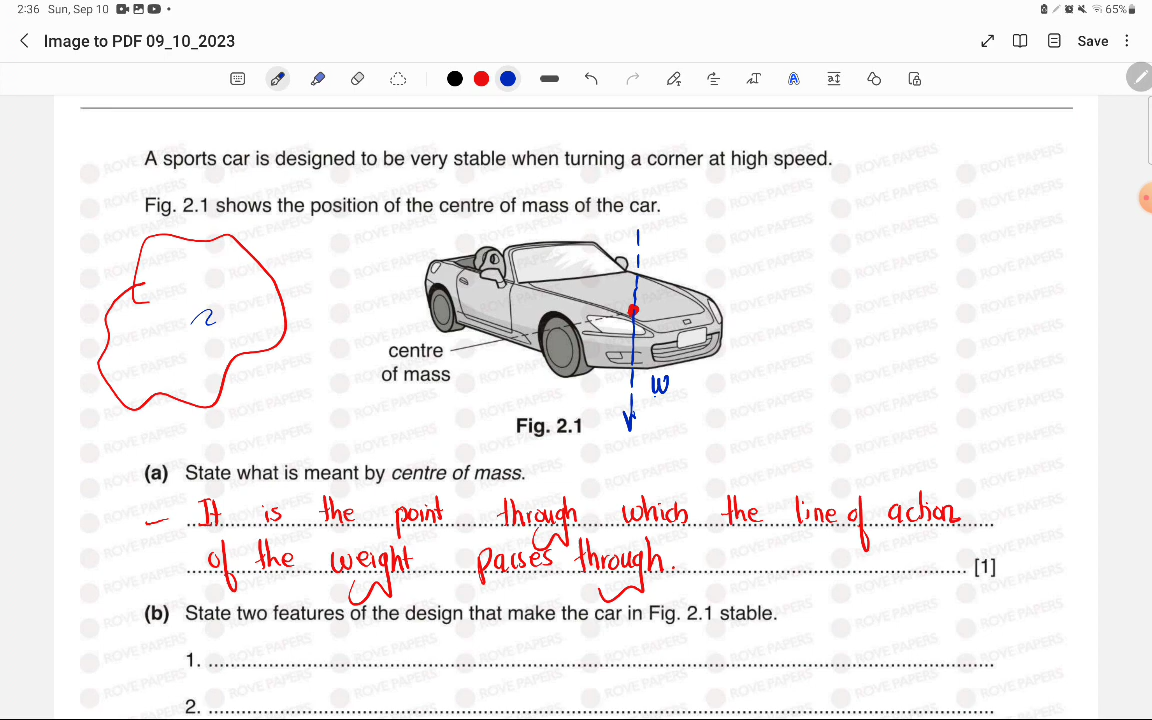 2:36 Sun, Sep 10
65%
Image to PDF 09_10_2023
Save
A sports car is designed to be very stable when turning a corner at high speed.
Fig. 2.1 shows the position of the centre of mass of the car.
centre
of mass
W
Fig. 2.1
(a) State what is meant by centre of mass.
– It is the point through which the line of action
of the weight passes through.
[1]
(b) State two features of the design that make the car in Fig. 2.1 stable.
1.
2.
ROVE PAPERS